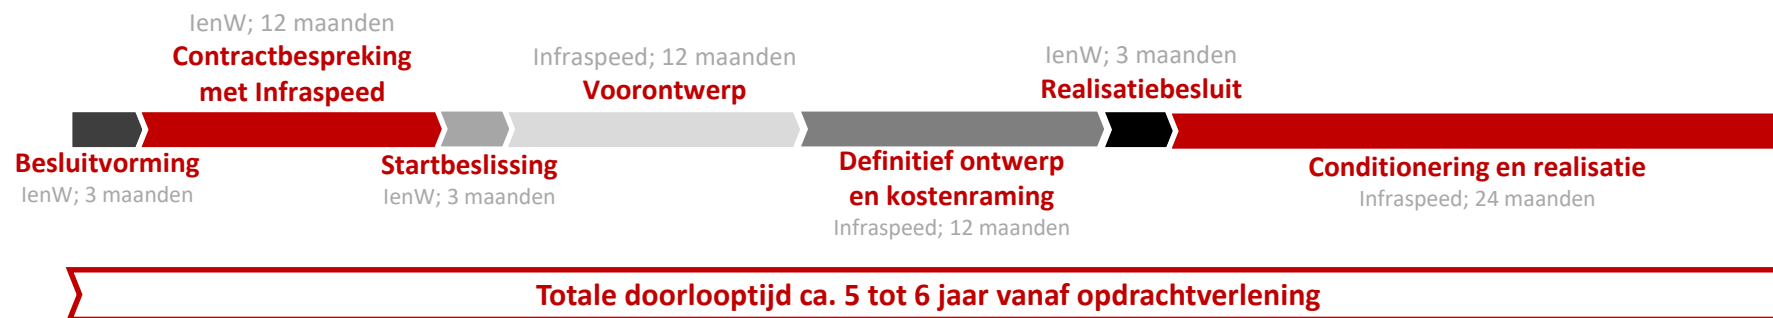 IenW; 12 maanden
Contractbespreking
met Infraspeed
Infraspeed; 12 maanden
Voorontwerp
IenW; 3 maanden
Realisatiebesluit
Besluitvorming
IenW; 3 maanden
Startbeslissing
IenW; 3 maanden
Definitief ontwerp
en kostenraming
Infraspeed; 12 maanden
Conditionering en realisatie
Infraspeed; 24 maanden
Totale doorlooptijd ca. 5 tot 6 jaar vanaf opdrachtverlening